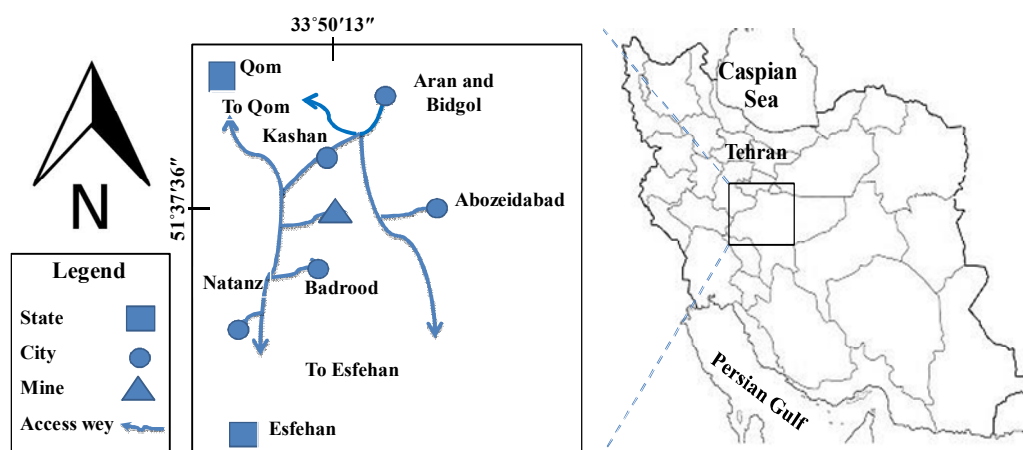 33°50′13″
51°37′36″
N
Qom
To Qom
Aran and
Bidgol
Kashan
Abozeidabad
Natanz
Badrood
To Esfehan
Esfehan
Legend
State
City
Mine
Access wey
Caspian
Sea
Tehran
Persian Gulf